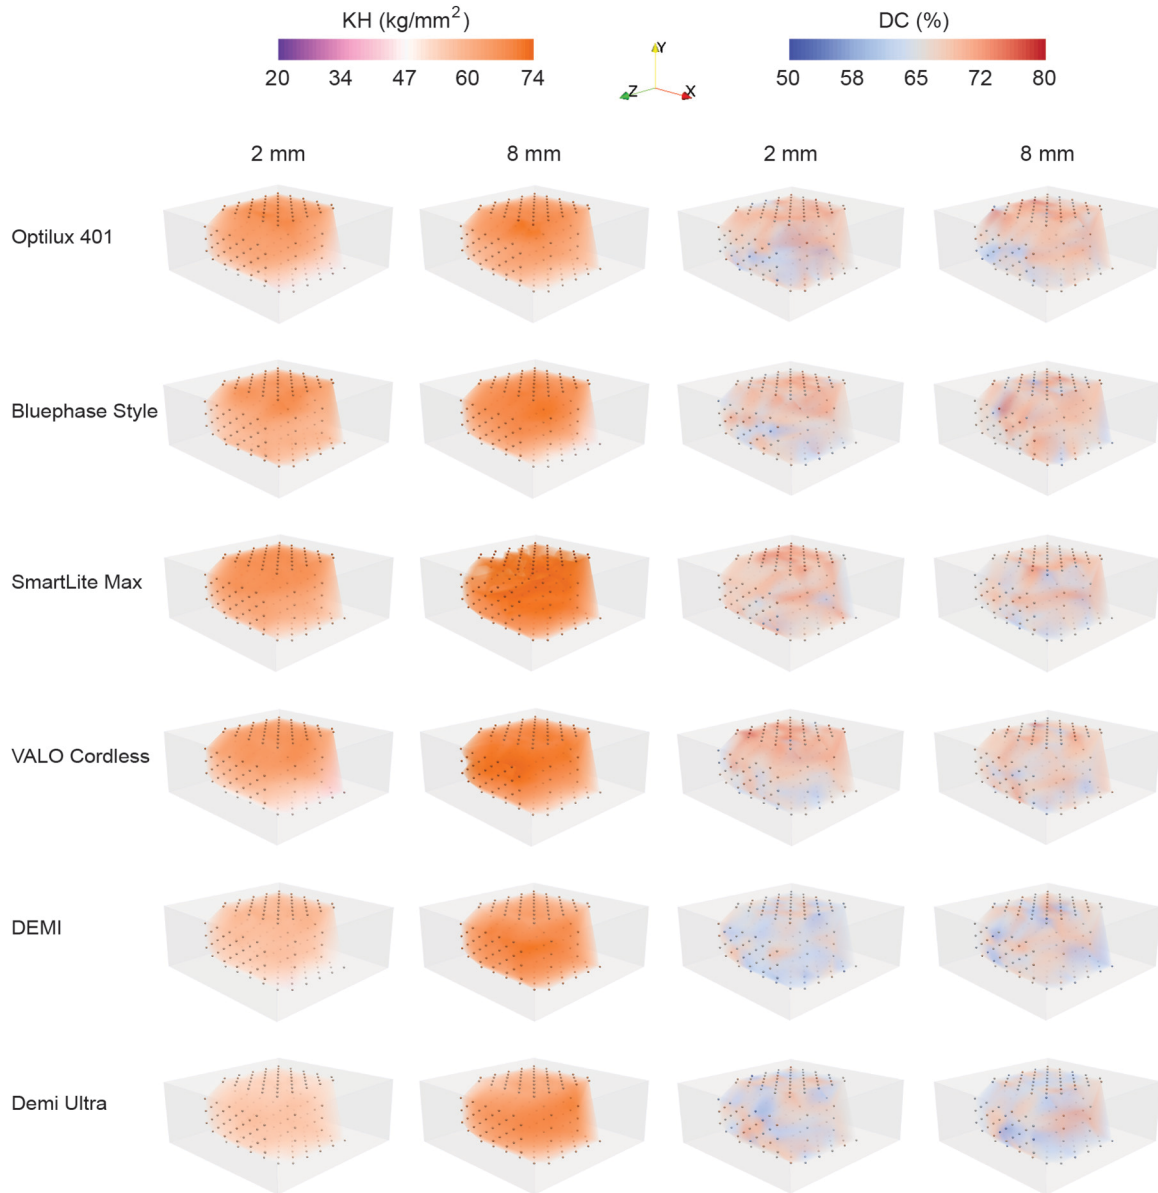 KH (kg/mm²) DC (%)
20 34 47 60 74 50 58 65 72 80
Y
Z X
2 mm 8 mm 2 mm 8 mm
Optilux 401
Bluephase Style
SmartLite Max
VALO Cordless
DEMI
Demi Ultra